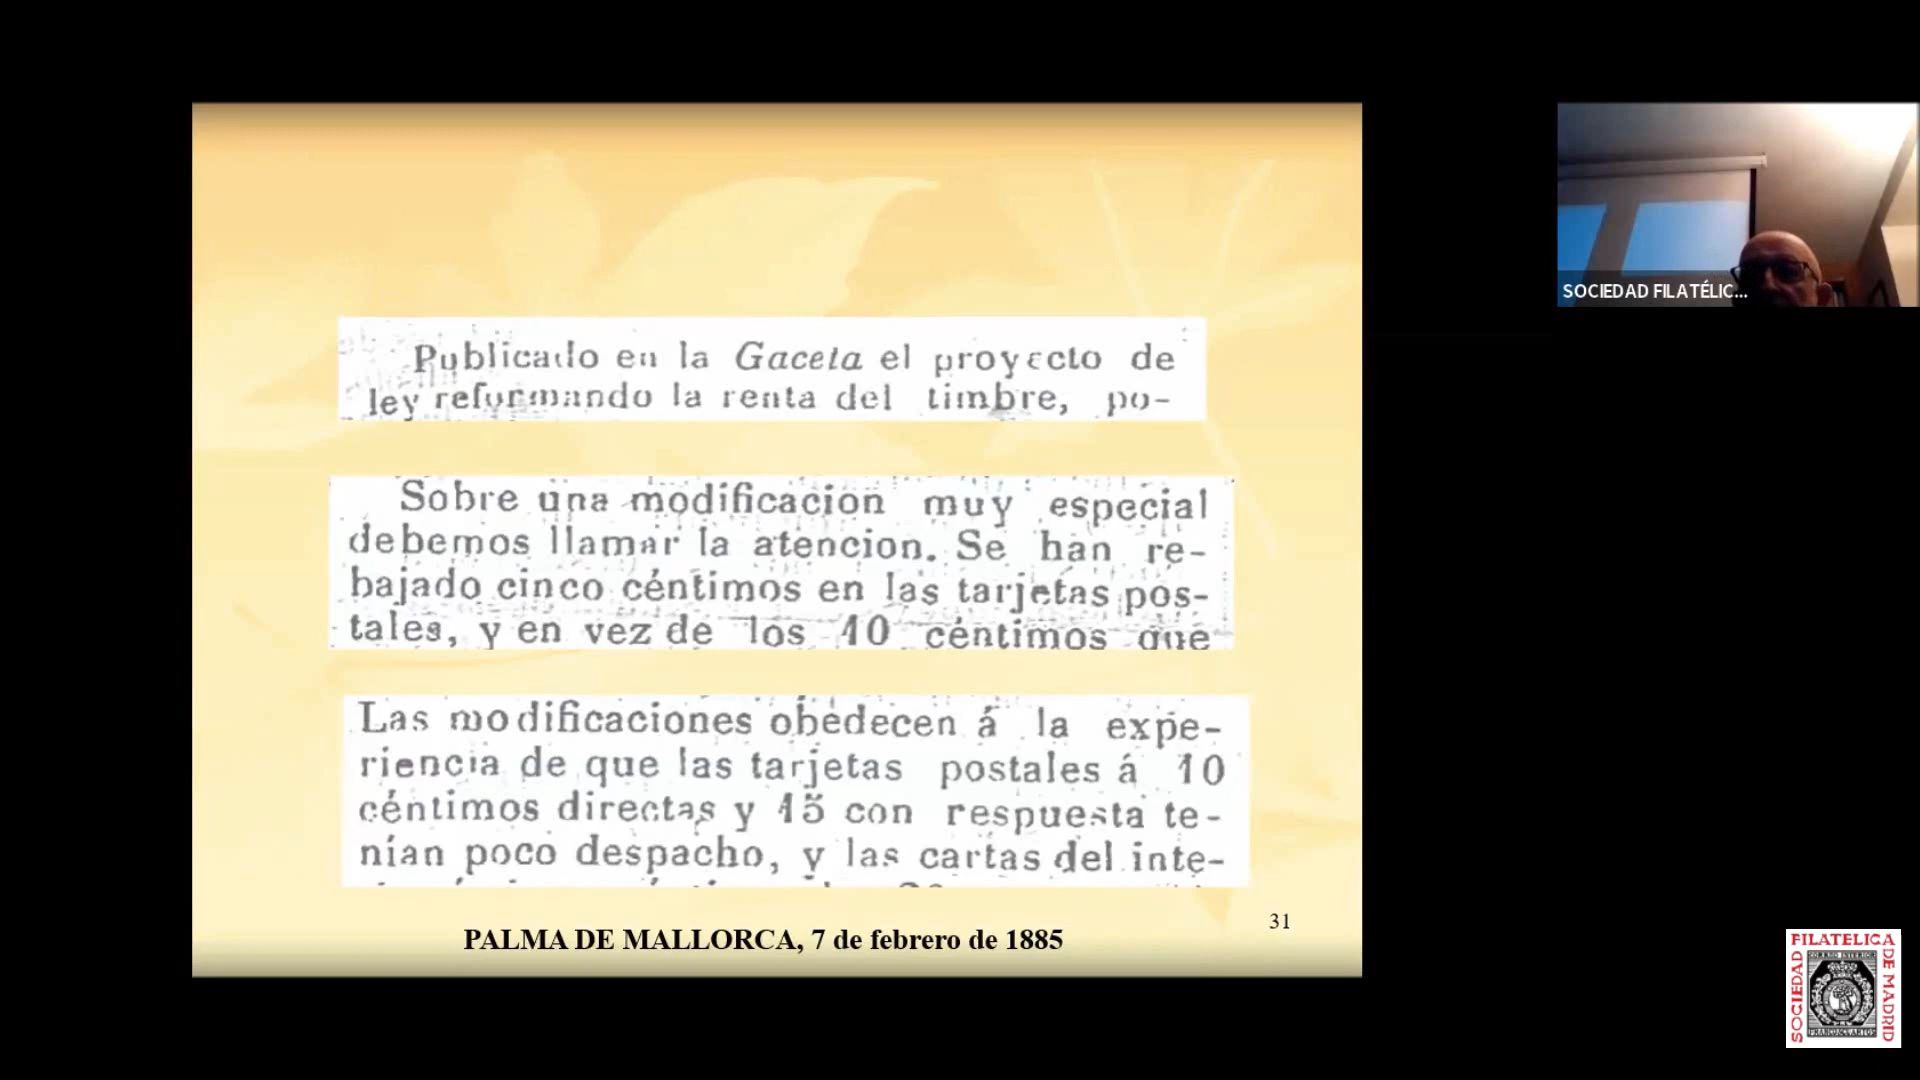 Publicado en la Gaceta el proyecto de
ley reformando la renta del timbre, po-
Sobre una modificacion muy especial
debemos llamar la atencion. Se han re-
bajado cinco céntimos en las tarjetas pos-
tales, y en vez de los 10 céntimos que
Las modificaciones obedecen á la expe-
riencia de que las tarjetas postales á 10
céntimos directas y 15 con respuesta te-
nían poco despacho, y las cartas del inte-
PALMA DE MALLORCA, 7 de febrero de 1885
31
SOCIEDAD FILATÉLIC...
SOCIEDAD FILATELICA DE MADRID
CORREO INTERIOR
FRANCO CUARTOS